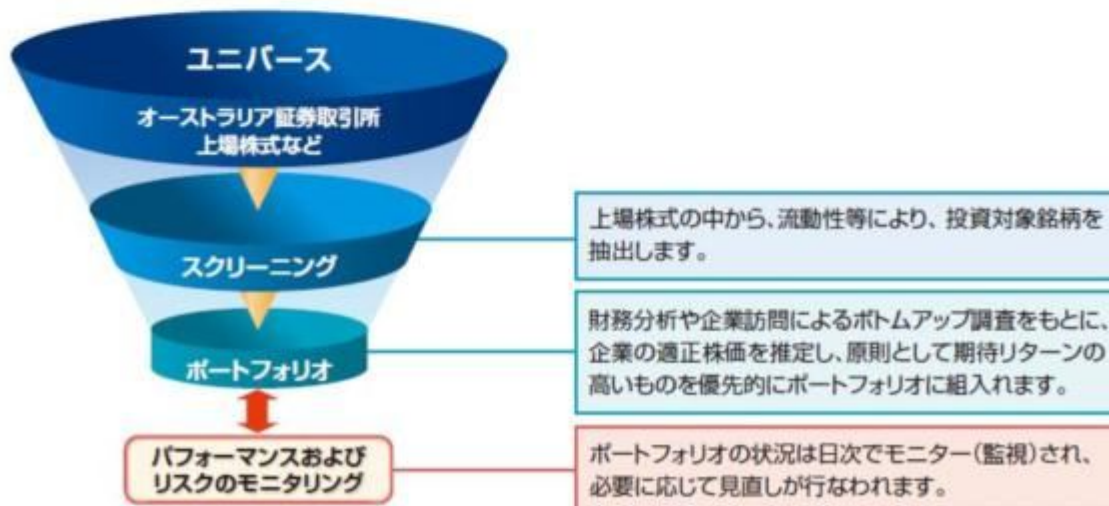 ユニバース
オーストラリア証券取引所
上場株式など
スクリーニング
上場株式の中から、流動性等により、投資対象銘柄を
抽出します。
ポートフォリオ
財務分析や企業訪問によるボトムアップ調査をもとに、
企業の適正株価を推定し、原則として期待リターンの
高いものを優先的にポートフォリオに組入れます。
パフォーマンスおよび
リスクのモニタリング
ポートフォリオの状況は日次でモニター(監視)され、
必要に応じて見直しが行なわれます。